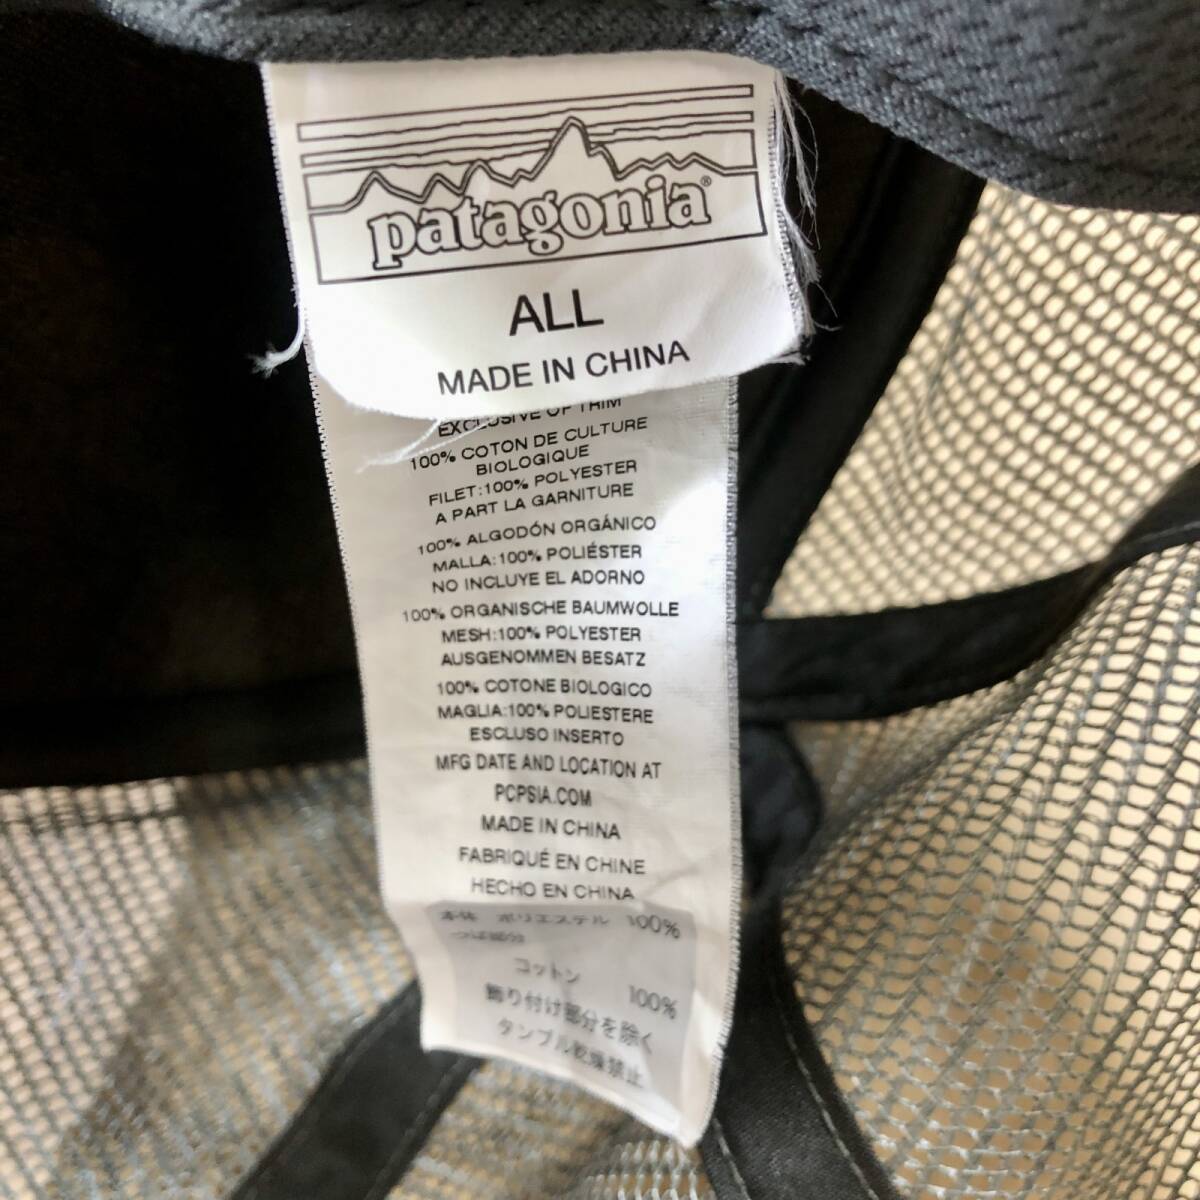 patagonia®
ALL
MADE IN CHINA
EXCLUSIVE OF TRIM
100% COTON DE CULTURE
BIOLOGIQUE
FILET:100% POLYESTER
A PART LA GARNITURE
100% ALGODÓN ORGÁNICO
MALLA:100% POLIÉSTER
NO INCLUYE EL ADORNO
100% ORGANISCHE BAUMWOLLE
MESH:100% POLYESTER
AUSGENOMMEN BESATZ
100% COTONE BIOLOGICO
MAGLIA:100% POLIESTERE
ESCLUSO INSERTO
MFG DATE AND LOCATION AT
PCPSIA.COM
MADE IN CHINA
FABRIQUÉ EN CHINE
HECHO EN CHINA
本体 ポリエステル 100%
つば部分
コットン 100%
飾り付け部分を除く
タンブル乾燥禁止